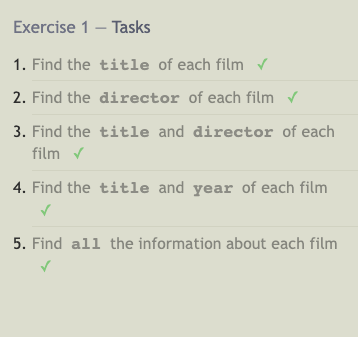 Exercise 1 — Tasks
1. Find the title of each film ✓
2. Find the director of each film ✓
3. Find the title and director of each
film ✓
4. Find the title and year of each film
✓
5. Find all the information about each film
✓